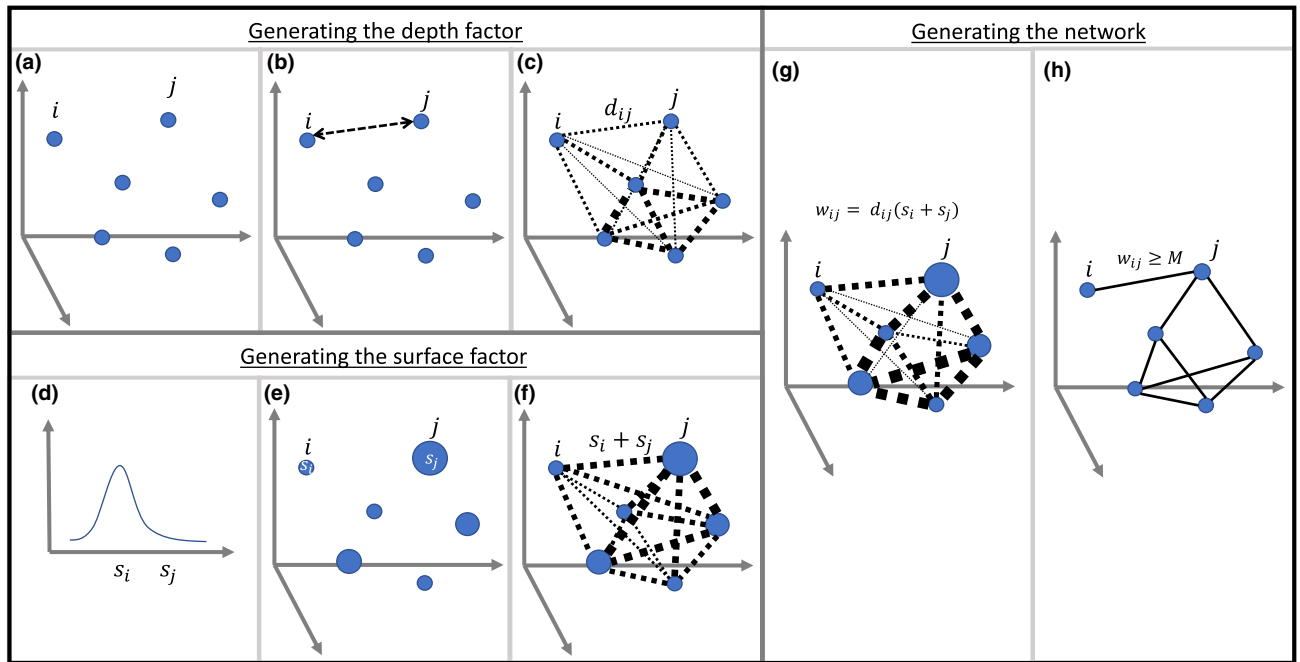 Generating the depth factor
(a)
i
j
(b)
i
j
(c)
i
d_{ij}
j
Generating the surface factor
(d)
s_i
s_j
(e)
i
s_i
j
s_j
(f)
i
s_i + s_j
j
Generating the network
(g)
w_{ij} = d_{ij}(s_i + s_j)
i
j
(h)
i
w_{ij} ≥ M
j